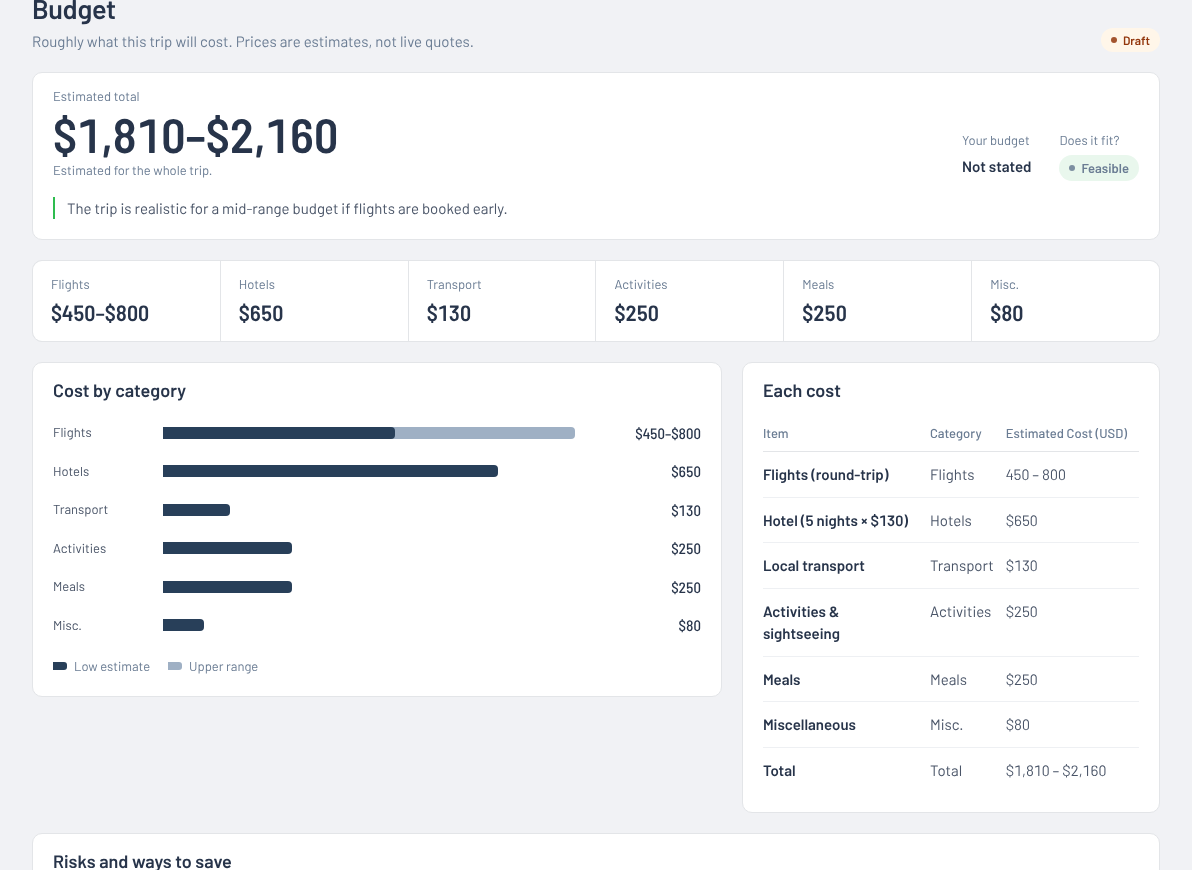 Budget
Roughly what this trip will cost. Prices are estimates, not live quotes.
Draft
Estimated total
$1,810–$2,160
Estimated for the whole trip.
Your budget
Not stated
Does it fit?
Feasible
The trip is realistic for a mid-range budget if flights are booked early.
Flights
$450–$800
Hotels
$650
Transport
$130
Activities
$250
Meals
$250
Misc.
$80
Cost by category
Flights $450–$800
Hotels $650
Transport $130
Activities $250
Meals $250
Misc. $80
Low estimate Upper range
Each cost
Item Category Estimated Cost (USD)
Flights (round-trip) Flights 450 – 800
Hotel (5 nights × $130) Hotels $650
Local transport Transport $130
Activities & Activities $250
sightseeing
Meals Meals $250
Miscellaneous Misc. $80
Total Total $1,810 – $2,160
Risks and ways to save